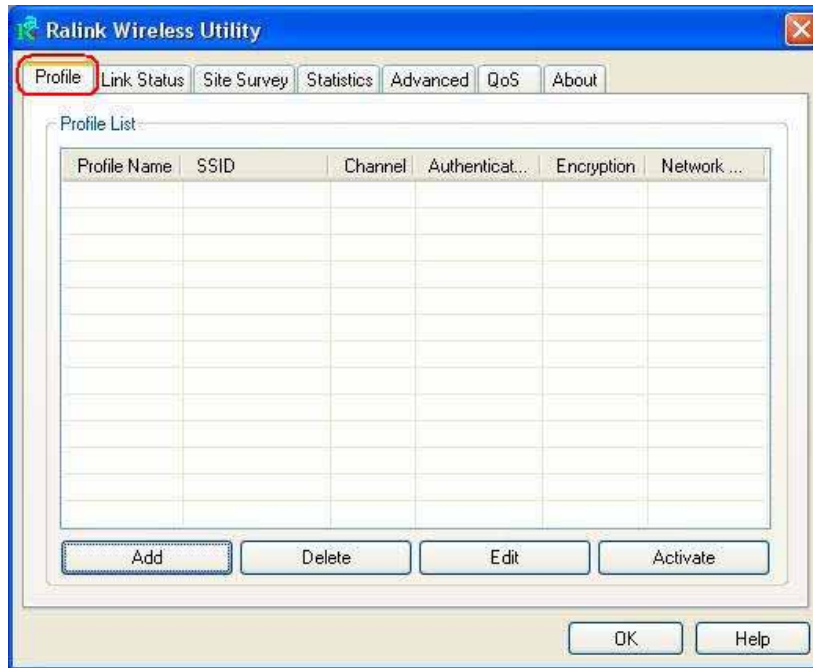 Ralink Wireless Utility
Profile Link Status Site Survey Statistics Advanced QoS About
Profile List
Profile Name SSID Channel Authenticat... Encryption Network ...
Add Delete Edit Activate
OK Help